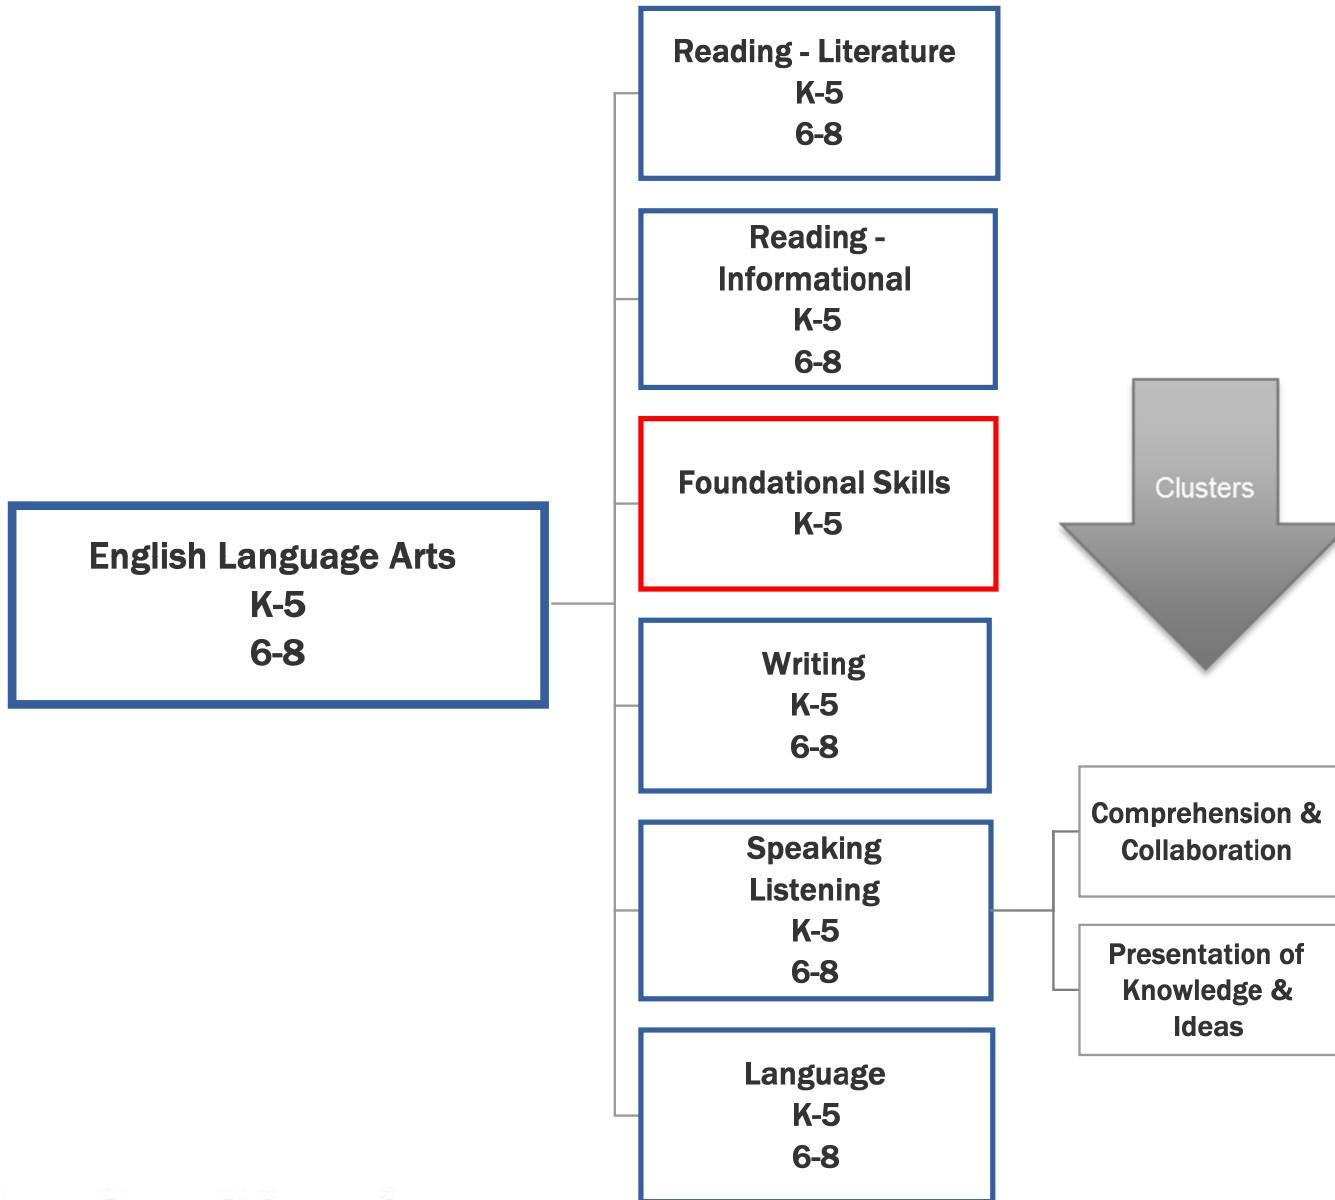 Reading - Literature
K-5
6-8
Reading -
Informational
K-5
6-8
Foundational Skills
K-5
Clusters
English Language Arts
K-5
6-8
Writing
K-5
6-8
Speaking
Listening
K-5
6-8
Comprehension &
Collaboration
Presentation of
Knowledge &
Ideas
Language
K-5
6-8